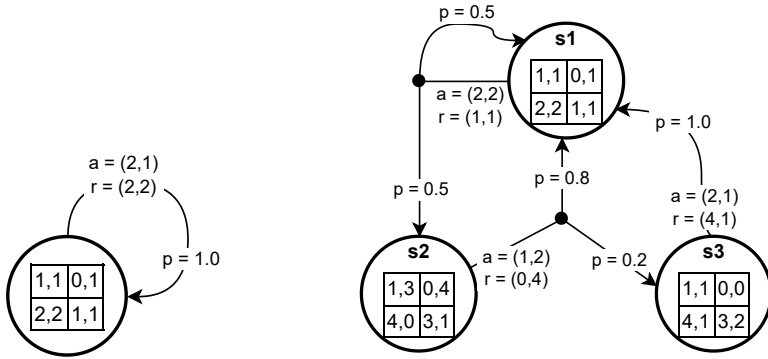 a = (2,1)
r = (2,2)
p = 1.0
1,1 0,1
2,2 1,1
p = 0.5
s1
1,1 0,1
2,2 1,1
a = (2,2)
r = (1,1)
p = 0.5
p = 0.8
p = 1.0
s2
1,3 0,4
4,0 3,1
a = (1,2)
r = (0,4)
p = 0.2
a = (2,1)
r = (4,1)
s3
1,1 0,0
4,1 3,2